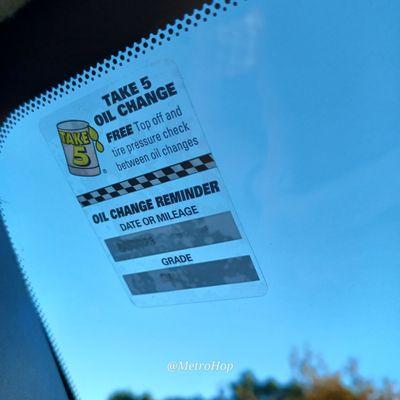 TAKE 5
OIL CHANGE
FREE Top off and
tire pressure check
between oil changes
TAKE
5
®
OIL CHANGE REMINDER
DATE OR MILEAGE
GRADE
@MetroHop